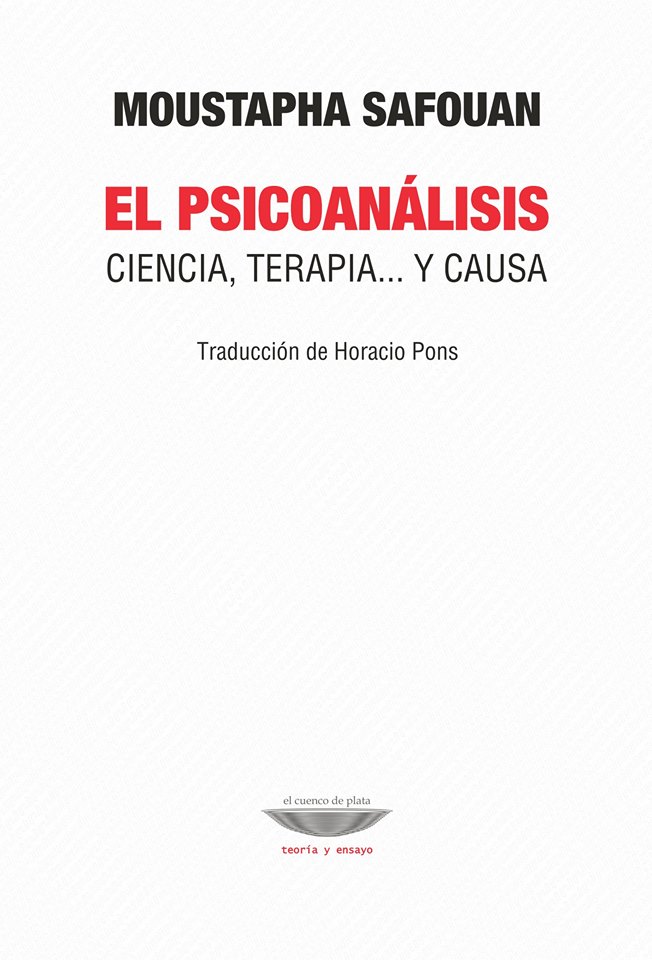 MOUSTAPHA SAFOUAN
EL PSICOANÁLISIS
CIENCIA, TERAPIA... Y CAUSA
Traducción de Horacio Pons
el cuenco de plata
teoría y ensayo